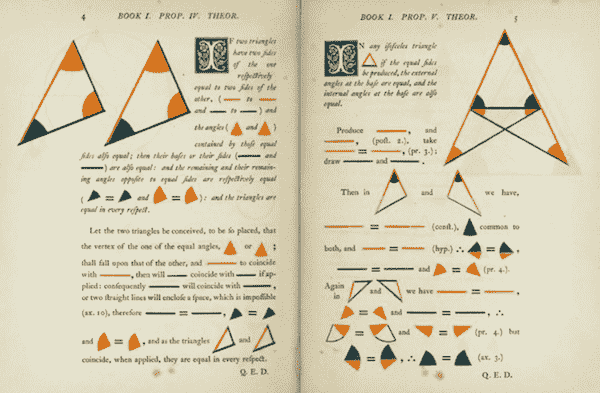 4 BOOK I. PROP. IV. THEOR.
IF two triangles
have two ſides
of the one
reſpectively
equal to two ſides of the
other, ( to
and to ) and
the angles ( and )
contained by thoſe equal
ſides alſo equal; then their baſes or their ſides ( and
) are alſo equal: and the remaining and their remain-
ing angles oppoſite to equal ſides are reſpectively equal
( = and = ): and the triangles are
equal in every reſpect.
Let the two triangles be conceived, to be ſo placed, that
the vertex of the one of the equal angles, or ;
ſhall fall upon that of the other, and to coincide
with , then will coincide with if ap-
plied: conſequently will coincide with ,
or two ſtraight lines will encloſe a ſpace, which is impoſſible
(ax. 10), therefore = , =
and = , and as the triangles and
coincide, when applied, they are equal in every reſpect.
Q. E. D.
BOOK I. PROP. V. THEOR. 5
IN any iſoſceles triangle
if the equal ſides
be produced, the external
angles at the baſe are equal, and the
internal angles at the baſe are alſo
equal.
Produce , and
, (poſt. 2.), take
= , (pr. 3.);
draw and .
Then in and we have,
= (conſt.), common to
both, and = (hyp.) ∴ = ,
= and = (pr. 4.).
Again
in and we have = ,
= and = , ∴
= and = (pr. 4.) but
= , ∴ = (ax. 3.)
Q. E. D.